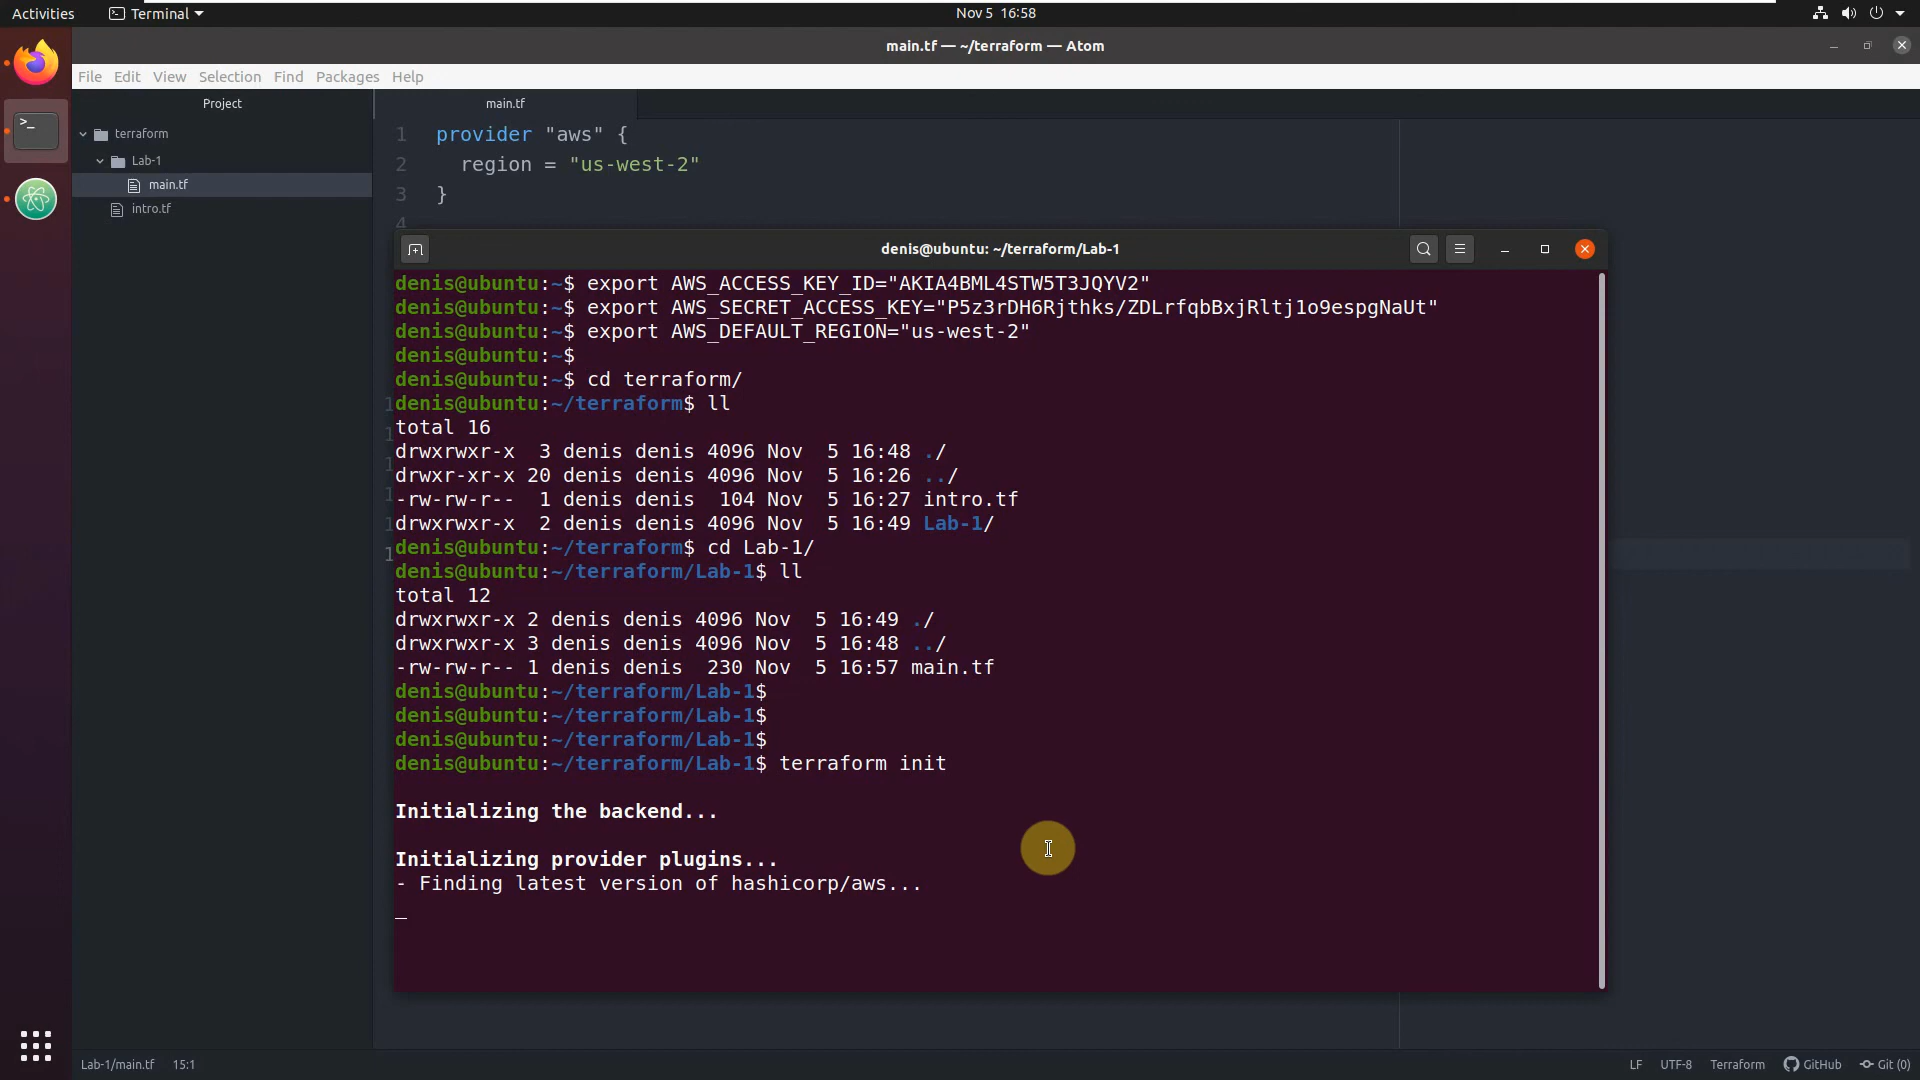 Activities
Terminal
Nov 5 16:58
main.tf — ~/terraform — Atom
File Edit View Selection Find Packages Help
Project
main.tf
terraform
Lab-1
main.tf
intro.tf
1 provider "aws" {
2 region = "us-west-2"
3 }
4
denis@ubuntu: ~/terraform/Lab-1
denis@ubuntu:~$ export AWS_ACCESS_KEY_ID="AKIA4BML4STW5T3JQYV2"
denis@ubuntu:~$ export AWS_SECRET_ACCESS_KEY="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"
denis@ubuntu:~$ export AWS_DEFAULT_REGION="us-west-2"
denis@ubuntu:~$
denis@ubuntu:~$ cd terraform/
denis@ubuntu:~/terraform$ ll
total 16
drwxrwxr-x  3 denis denis 4096 Nov  5 16:48 ./
drwxr-xr-x 20 denis denis 4096 Nov  5 16:26 ../
-rw-rw-r--  1 denis denis  104 Nov  5 16:27 intro.tf
drwxrwxr-x  2 denis denis 4096 Nov  5 16:49 Lab-1/
denis@ubuntu:~/terraform$ cd Lab-1/
denis@ubuntu:~/terraform/Lab-1$ ll
total 12
drwxrwxr-x 2 denis denis 4096 Nov  5 16:49 ./
drwxrwxr-x 3 denis denis 4096 Nov  5 16:48 ../
-rw-rw-r-- 1 denis denis  230 Nov  5 16:57 main.tf
denis@ubuntu:~/terraform/Lab-1$
denis@ubuntu:~/terraform/Lab-1$
denis@ubuntu:~/terraform/Lab-1$
denis@ubuntu:~/terraform/Lab-1$ terraform init
Initializing the backend...
Initializing provider plugins...
- Finding latest version of hashicorp/aws...
Lab-1/main.tf 15:1
LF UTF-8 Terraform GitHub Git (0)